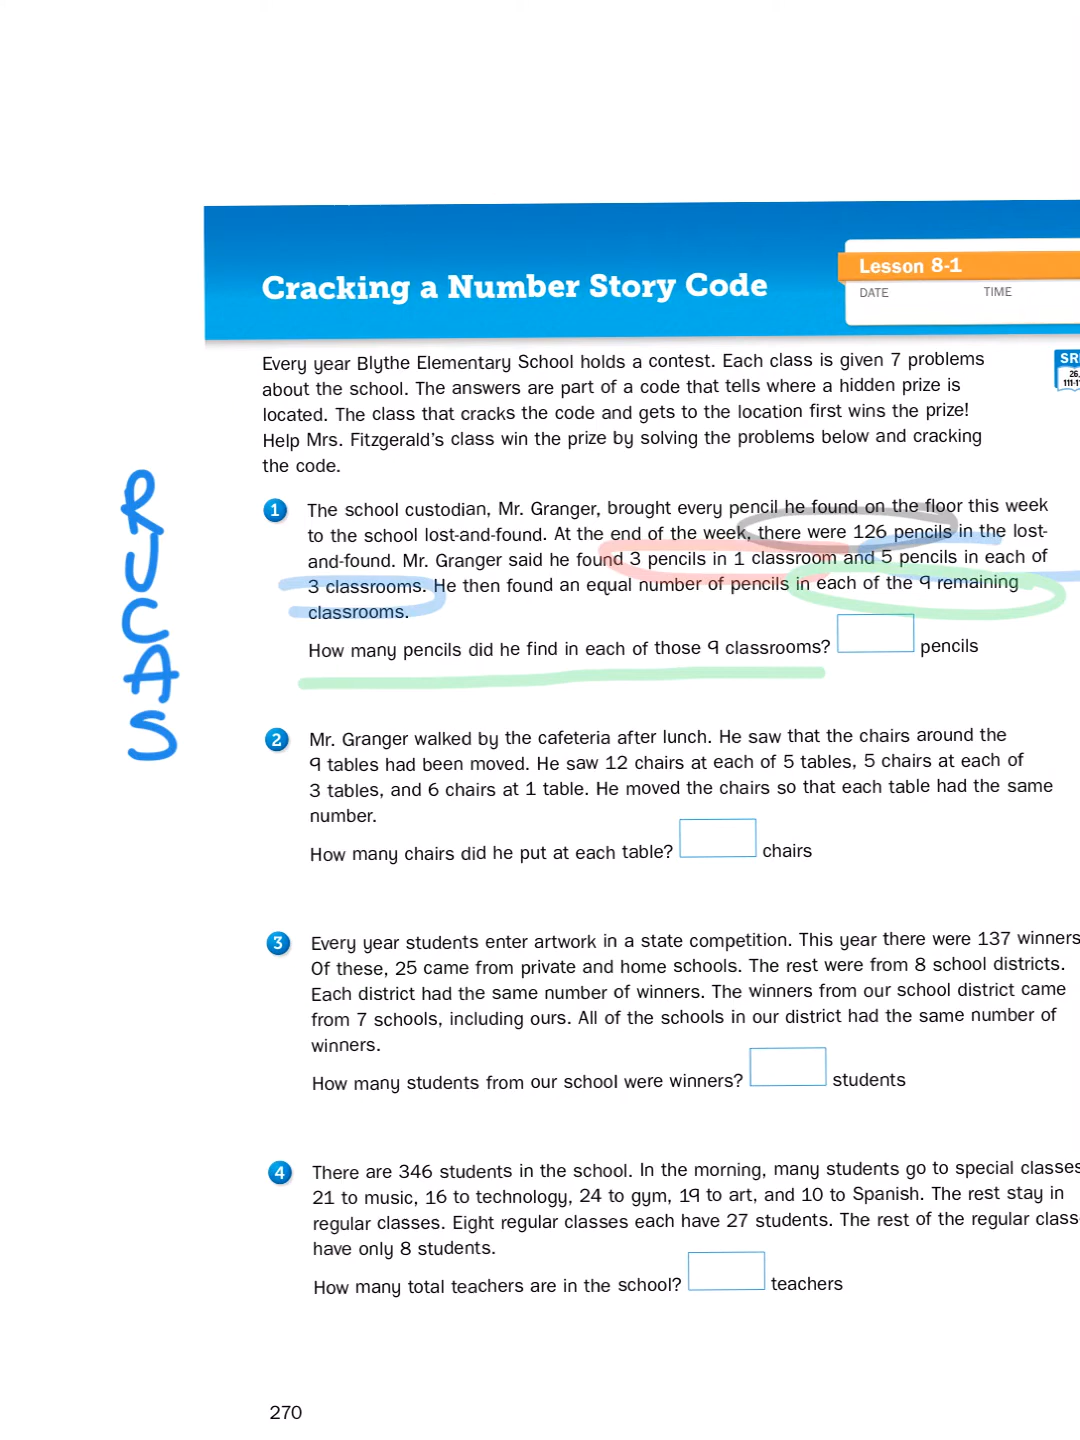 Lesson 8-1
Cracking a Number Story Code
DATE TIME
Every year Blythe Elementary School holds a contest. Each class is given 7 problems
about the school. The answers are part of a code that tells where a hidden prize is
located. The class that cracks the code and gets to the location first wins the prize!
Help Mrs. Fitzgerald's class win the prize by solving the problems below and cracking
the code.
SR
26,
111-1
RUCAS
1 The school custodian, Mr. Granger, brought every pencil he found on the floor this week
to the school lost-and-found. At the end of the week, there were 126 pencils in the lost-
and-found. Mr. Granger said he found 3 pencils in 1 classroom and 5 pencils in each of
3 classrooms. He then found an equal number of pencils in each of the 9 remaining
classrooms.
How many pencils did he find in each of those 9 classrooms? pencils
2 Mr. Granger walked by the cafeteria after lunch. He saw that the chairs around the
9 tables had been moved. He saw 12 chairs at each of 5 tables, 5 chairs at each of
3 tables, and 6 chairs at 1 table. He moved the chairs so that each table had the same
number.
How many chairs did he put at each table? chairs
3 Every year students enter artwork in a state competition. This year there were 137 winners
Of these, 25 came from private and home schools. The rest were from 8 school districts.
Each district had the same number of winners. The winners from our school district came
from 7 schools, including ours. All of the schools in our district had the same number of
winners.
How many students from our school were winners? students
4 There are 346 students in the school. In the morning, many students go to special classes
21 to music, 16 to technology, 24 to gym, 19 to art, and 10 to Spanish. The rest stay in
regular classes. Eight regular classes each have 27 students. The rest of the regular class
have only 8 students.
How many total teachers are in the school? teachers
270